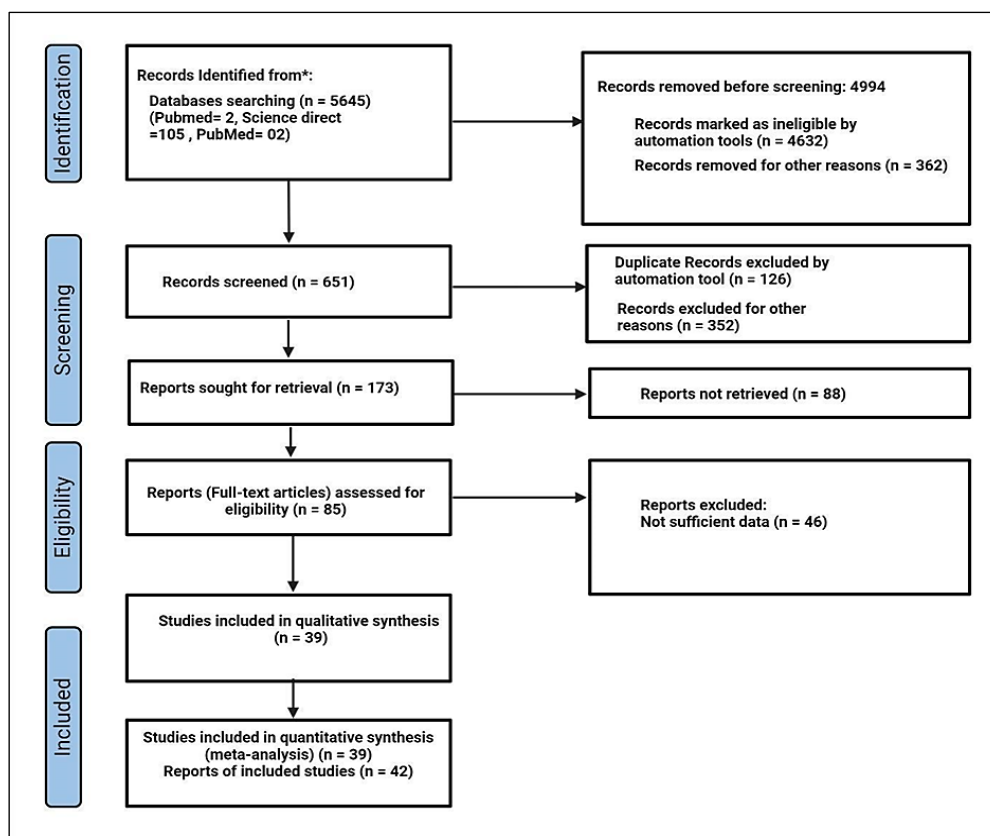 Identification
Records Identified from*:
Databases searching (n = 5645)
(Pubmed= 2, Science direct
=105 , PubMed= 02)
Records removed before screening: 4994
Records marked as ineligible by
automation tools (n = 4632)
Records removed for other reasons (n = 362)
Screening
Records screened (n = 651)
Duplicate Records excluded by
automation tool (n = 126)
Records excluded for other
reasons (n = 352)
Reports sought for retrieval (n = 173)
Reports not retrieved (n = 88)
Eligibility
Reports (Full-text articles) assessed for
eligibility (n = 85)
Reports excluded:
Not sufficient data (n = 46)
Included
Studies included in qualitative synthesis
(n = 39)
Studies included in quantitative synthesis
(meta-analysis) (n = 39)
Reports of included studies (n = 42)